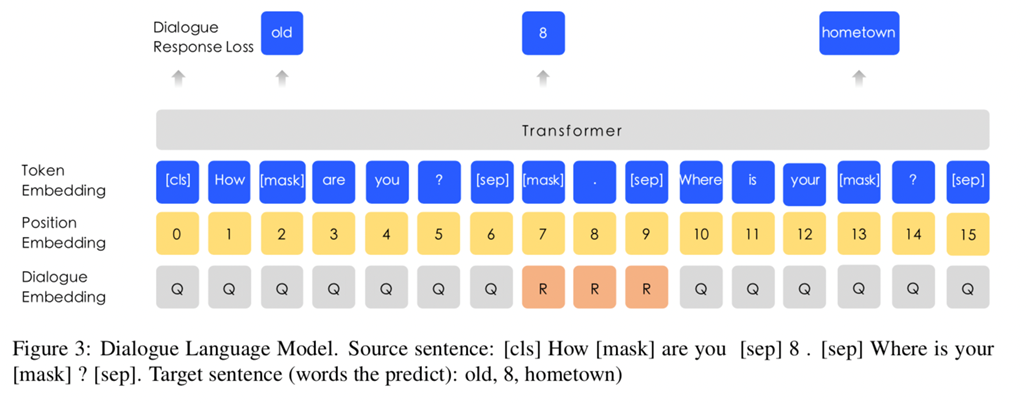 Dialogue
Response Loss
old 8 hometown
Transformer
Token
Embedding
[cls] How [mask] are you ? [sep] [mask] . [sep] Where is your [mask] ? [sep]
Position
Embedding
0 1 2 3 4 5 6 7 8 9 10 11 12 13 14 15
Dialogue
Embedding
Q Q Q Q Q Q Q R R R Q Q Q Q Q Q
Figure 3: Dialogue Language Model. Source sentence: [cls] How [mask] are you [sep] 8 . [sep] Where is your
[mask] ? [sep]. Target sentence (words the predict): old, 8, hometown)